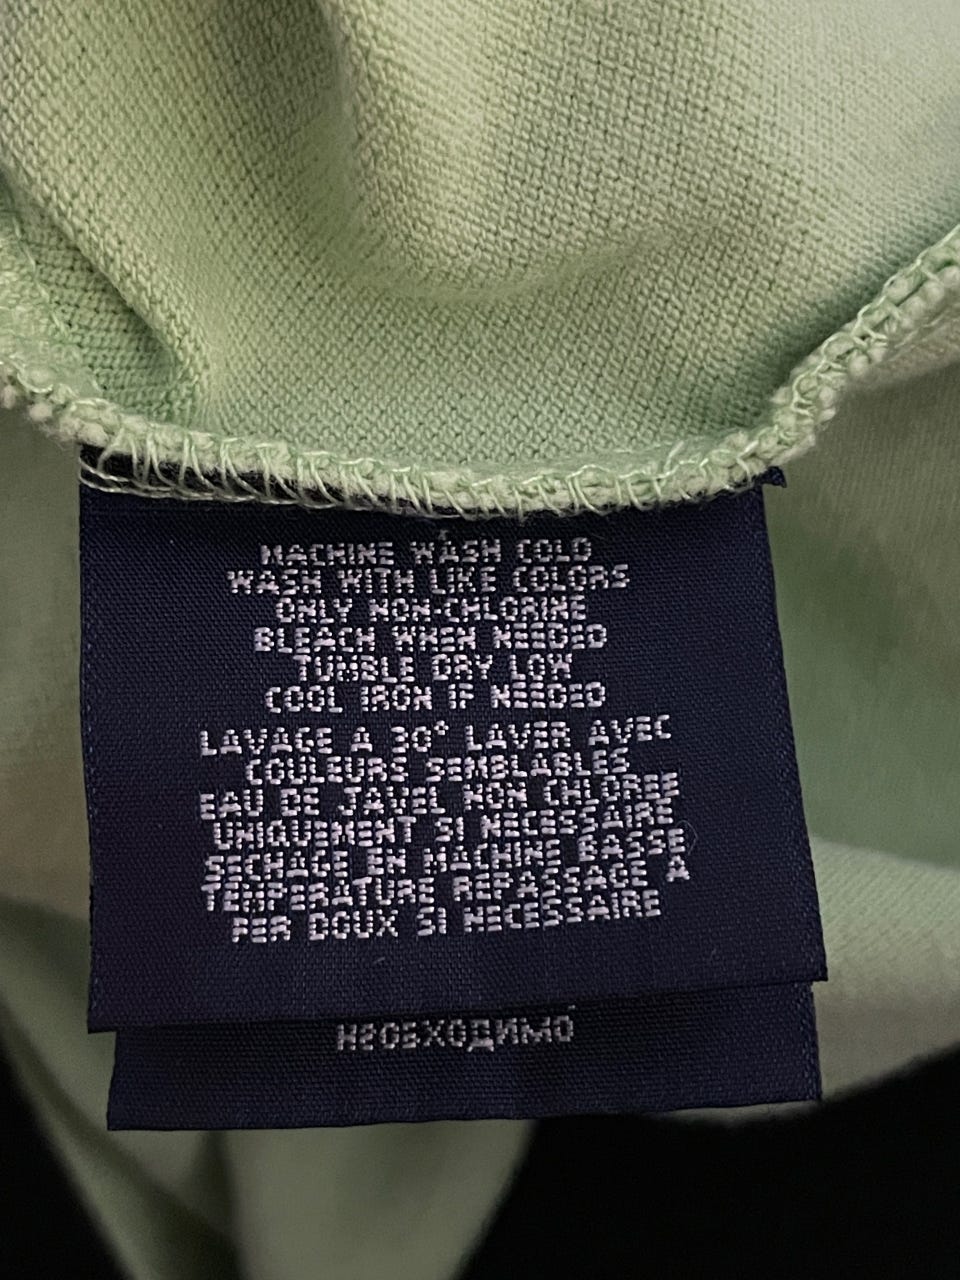 MACHINE WASH COLD
WASH WITH LIKE COLORS
ONLY NON-CHLORINE
BLEACH WHEN NEEDED
TUMBLE DRY LOW
COOL IRON IF NEEDED
LAVAGE A 30° LAVER AVEC
COULEURS SEMBLABLES
EAU DE JAVEL NON CHLOREE
UNIQUEMENT SI NECESSAIRE
SECHAGE EN MACHINE BASSE
TEMPERATURE REPASSAGE A
FER DOUX SI NECESSAIRE
НЕОБХОДИМО